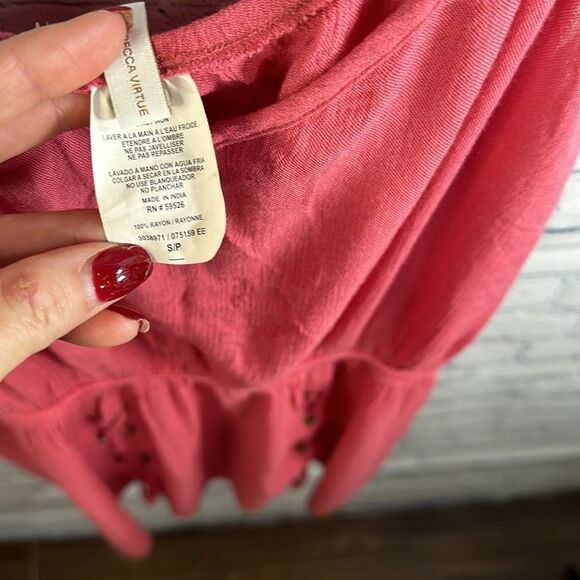 ECCA VIRTUE
LAVER A LA MAIN A L'EAU FROIDE
ETENDRE A L'OMBRE
NE PAS JAVELLISER
NE PAS REPASSER
LAVADO A MANO CON AGUA FRIA
COLGAR A SECAR EN LA SOMBRA
NO USE BLANQUEADOR
NO PLANCHAR
MADE IN INDIA
RN # 59526
100% RAYON / RAYONNE
3038971 / 075159 EE
S/P